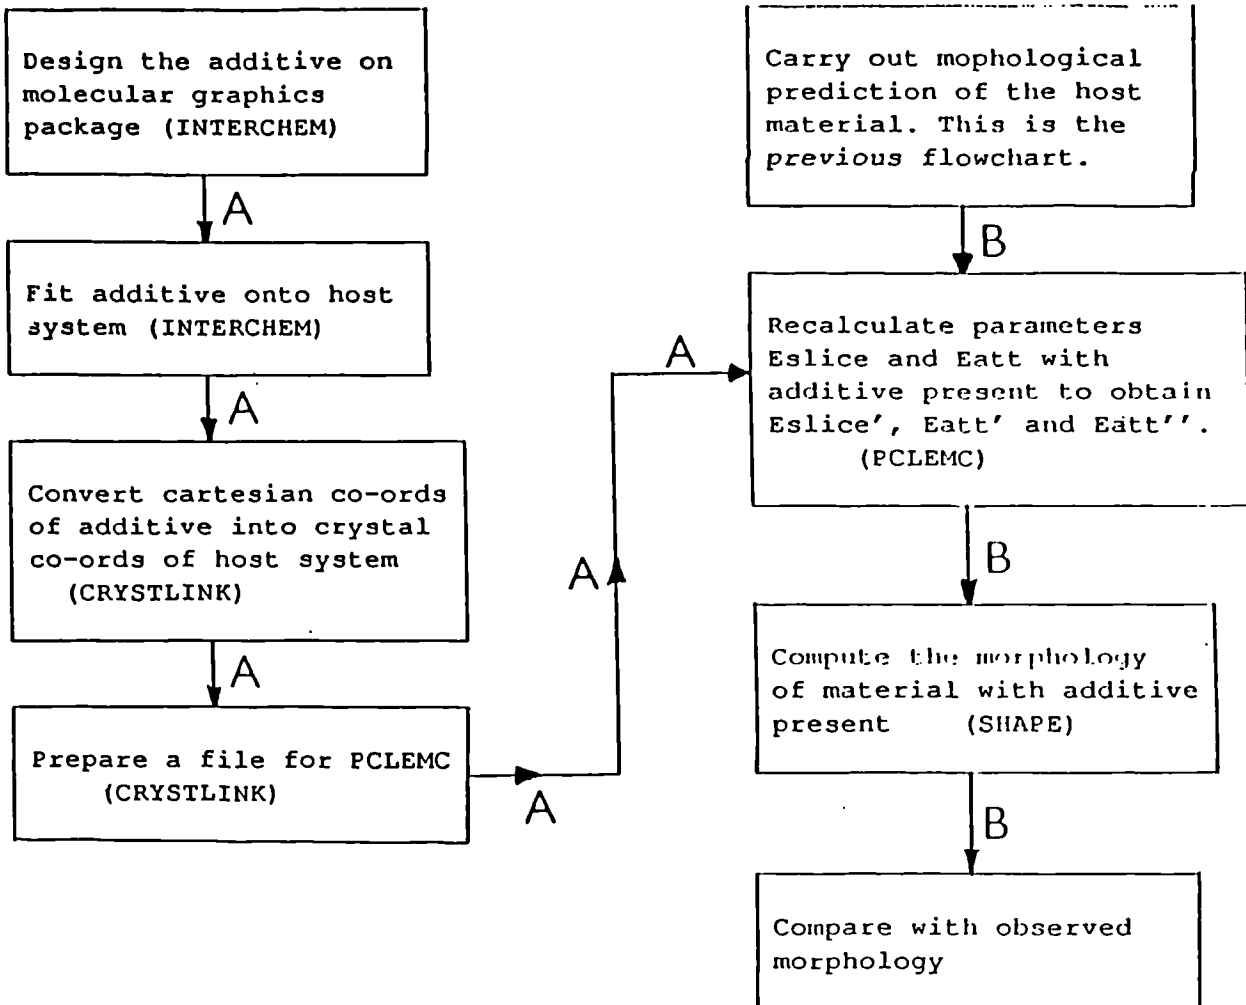 Design the additive on
molecular graphics
package (INTERCHEM)
A
Fit additive onto host
system (INTERCHEM)
A
Convert cartesian co-ords
of additive into crystal
co-ords of host system
(CRYSTLINK)
A
Prepare a file for PCLEMC
(CRYSTLINK)
A
A
A
Carry out mophological
prediction of the host
material. This is the
previous flowchart.
B
Recalculate parameters
Eslice and Eatt with
additive present to obtain
Eslice', Eatt' and Eatt''.
(PCLEMC)
B
Compute the morphology
of material with additive
present (SHAPE)
B
Compare with observed
morphology